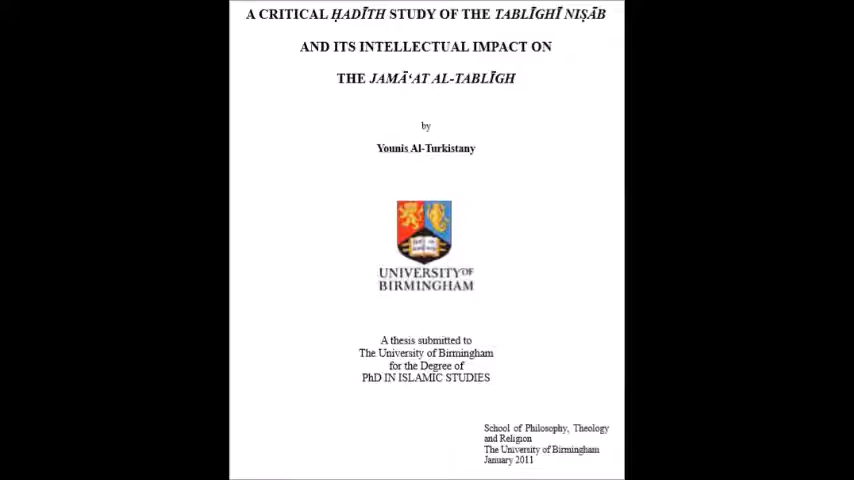 A CRITICAL ḤADĪTH STUDY OF THE TABLĪGHĪ NIṢĀB
AND ITS INTELLECTUAL IMPACT ON
THE JAMĀ‘AT AL-TABLĪGH
by
Younis Al-Turkistany
UNIVERSITY OF
BIRMINGHAM
A thesis submitted to
The University of Birmingham
for the Degree of
PhD IN ISLAMIC STUDIES
School of Philosophy, Theology
and Religion
The University of Birmingham
January 2011